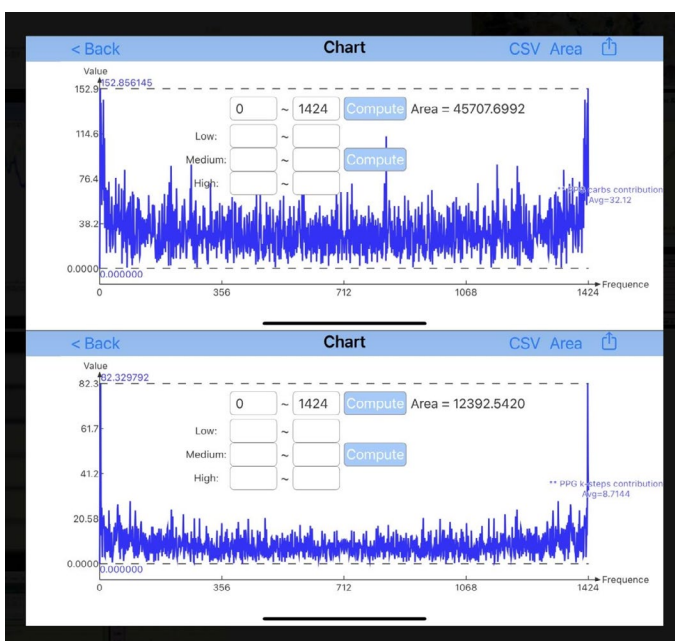 < Back Chart CSV Area
Value
152.856145
152.9
0 ~ 1424 Compute Area = 45707.6992
114.6
Low: ~
Medium: ~ Compute
76.4
High: ~
carbs contribution
Avg=32.12
38.2
0.0000
0.000000
Frequence
0 356 712 1068 1424
< Back Chart CSV Area
Value
82.329792
82.3
0 ~ 1424 Compute Area = 12392.5420
61.7
Low: ~
Medium: ~ Compute
41.2
High: ~
** PPG k-steps contribution
Avg=8.7144
20.58
0.0000
0.000000
Frequence
0 356 712 1068 1424